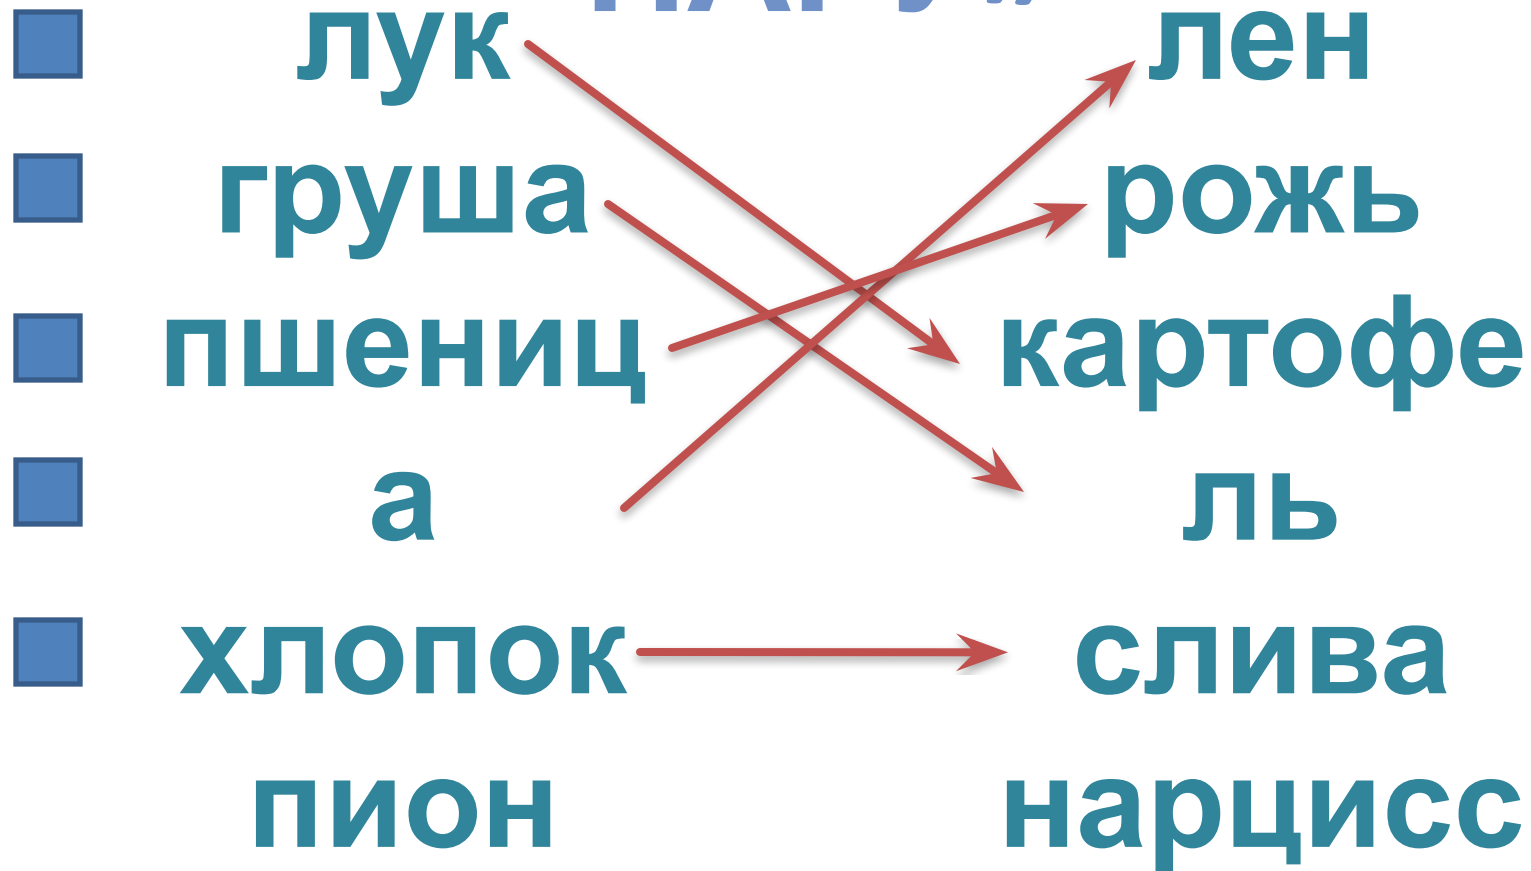 лук лен
груша рожь
пшениц картофе
а ль
хлопок слива
пион нарцисс